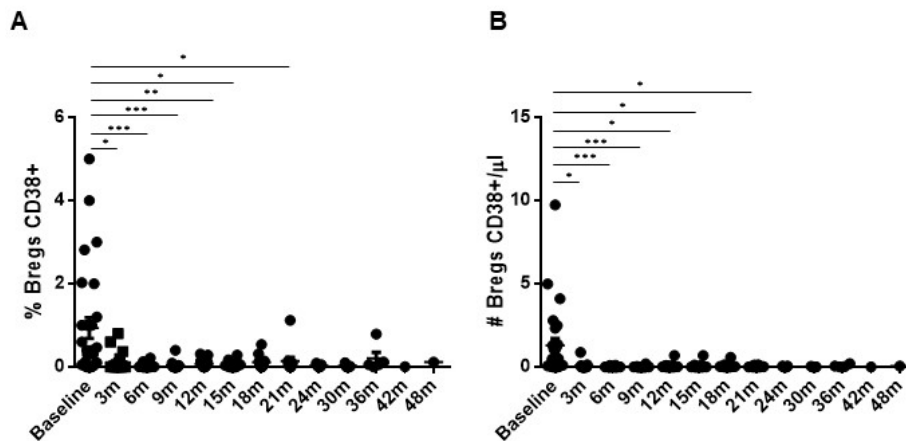 A
*
*
**
***
***
*
% Bregs CD38+
6
4
2
0
Baseline
3m
6m
9m
12m
15m
18m
21m
24m
30m
36m
42m
48m
B
*
*
*
***
***
*
# Bregs CD38+/µl
15
10
5
0
Baseline
3m
6m
9m
12m
15m
18m
21m
24m
30m
36m
42m
48m